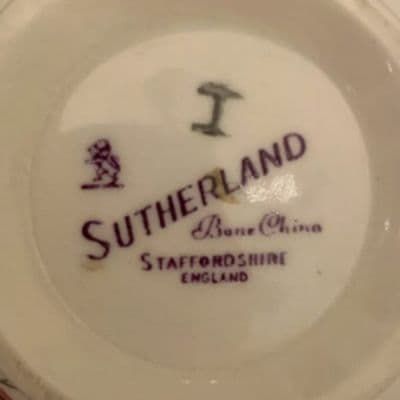 I
SUTHERLAND
Bone China
STAFFORDSHIRE
ENGLAND